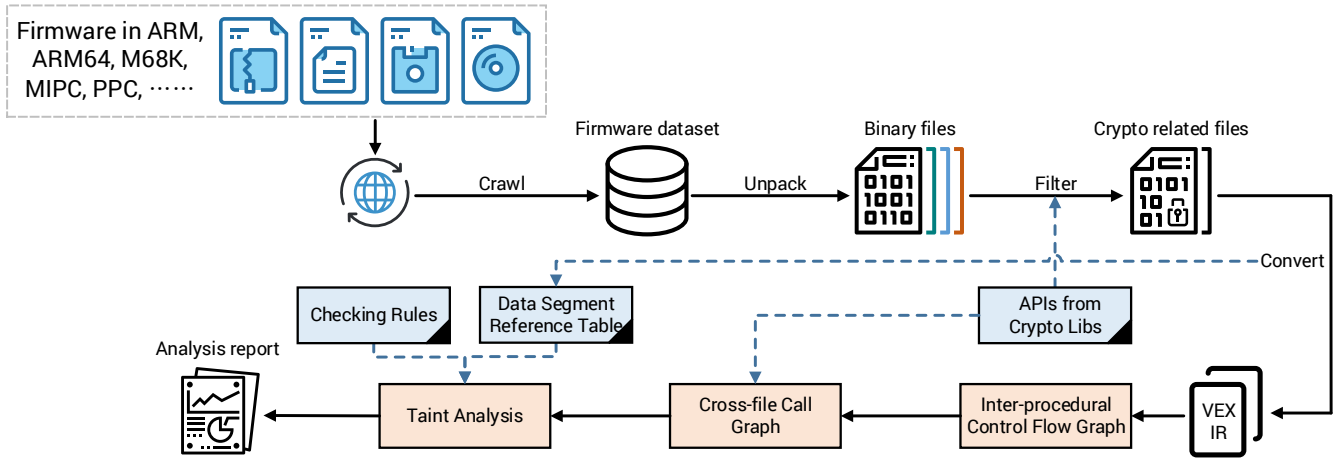 Firmware in ARM,
ARM64, M68K,
MIPC, PPC, ······
Firmware dataset
Binary files
Crypto related files
Crawl
Unpack
Filter
0101
1001
0110
0101
10
01
Convert
Checking Rules
Data Segment
Reference Table
APIs from
Crypto Libs
Analysis report
Taint Analysis
Cross-file Call
Graph
Inter-procedural
Control Flow Graph
VEX
IR